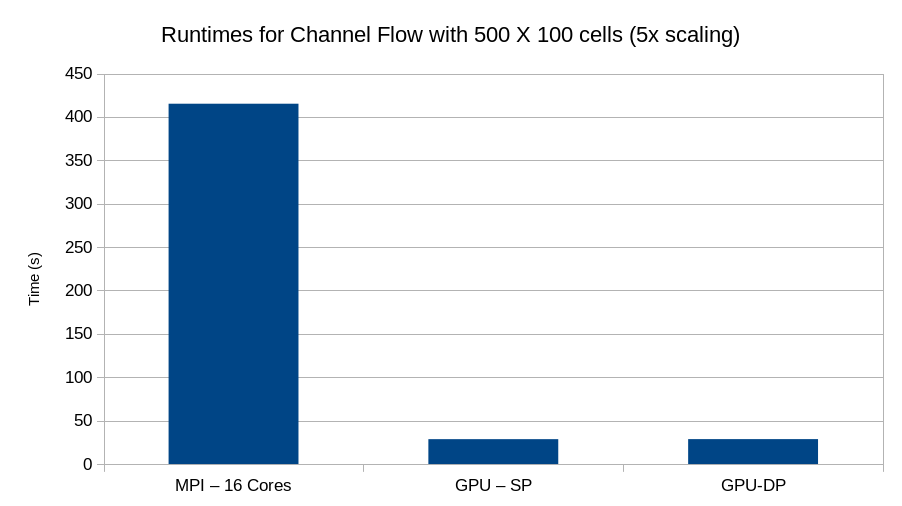 Runtimes for Channel Flow with 500 X 100 cells (5x scaling)
450
400
350
300
250
200
150
100
50
0
Time (s)
MPI – 16 Cores
GPU – SP
GPU-DP